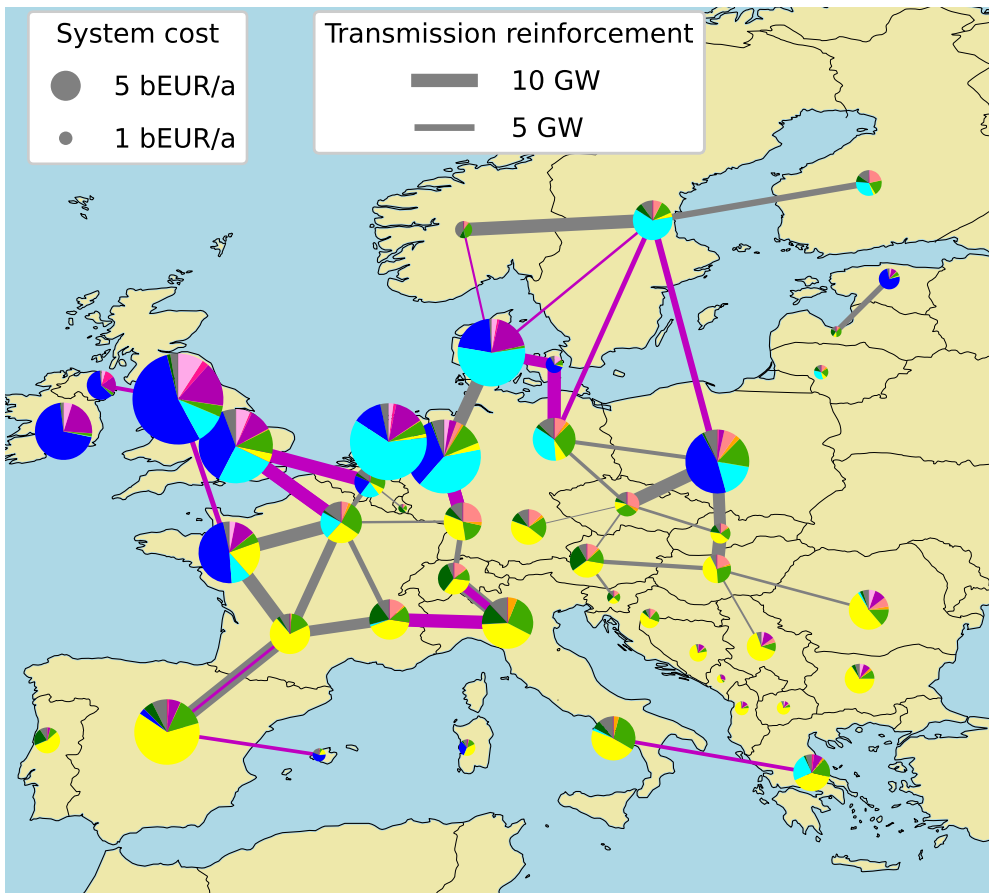 System cost
5 bEUR/a
1 bEUR/a
Transmission reinforcement
10 GW
5 GW